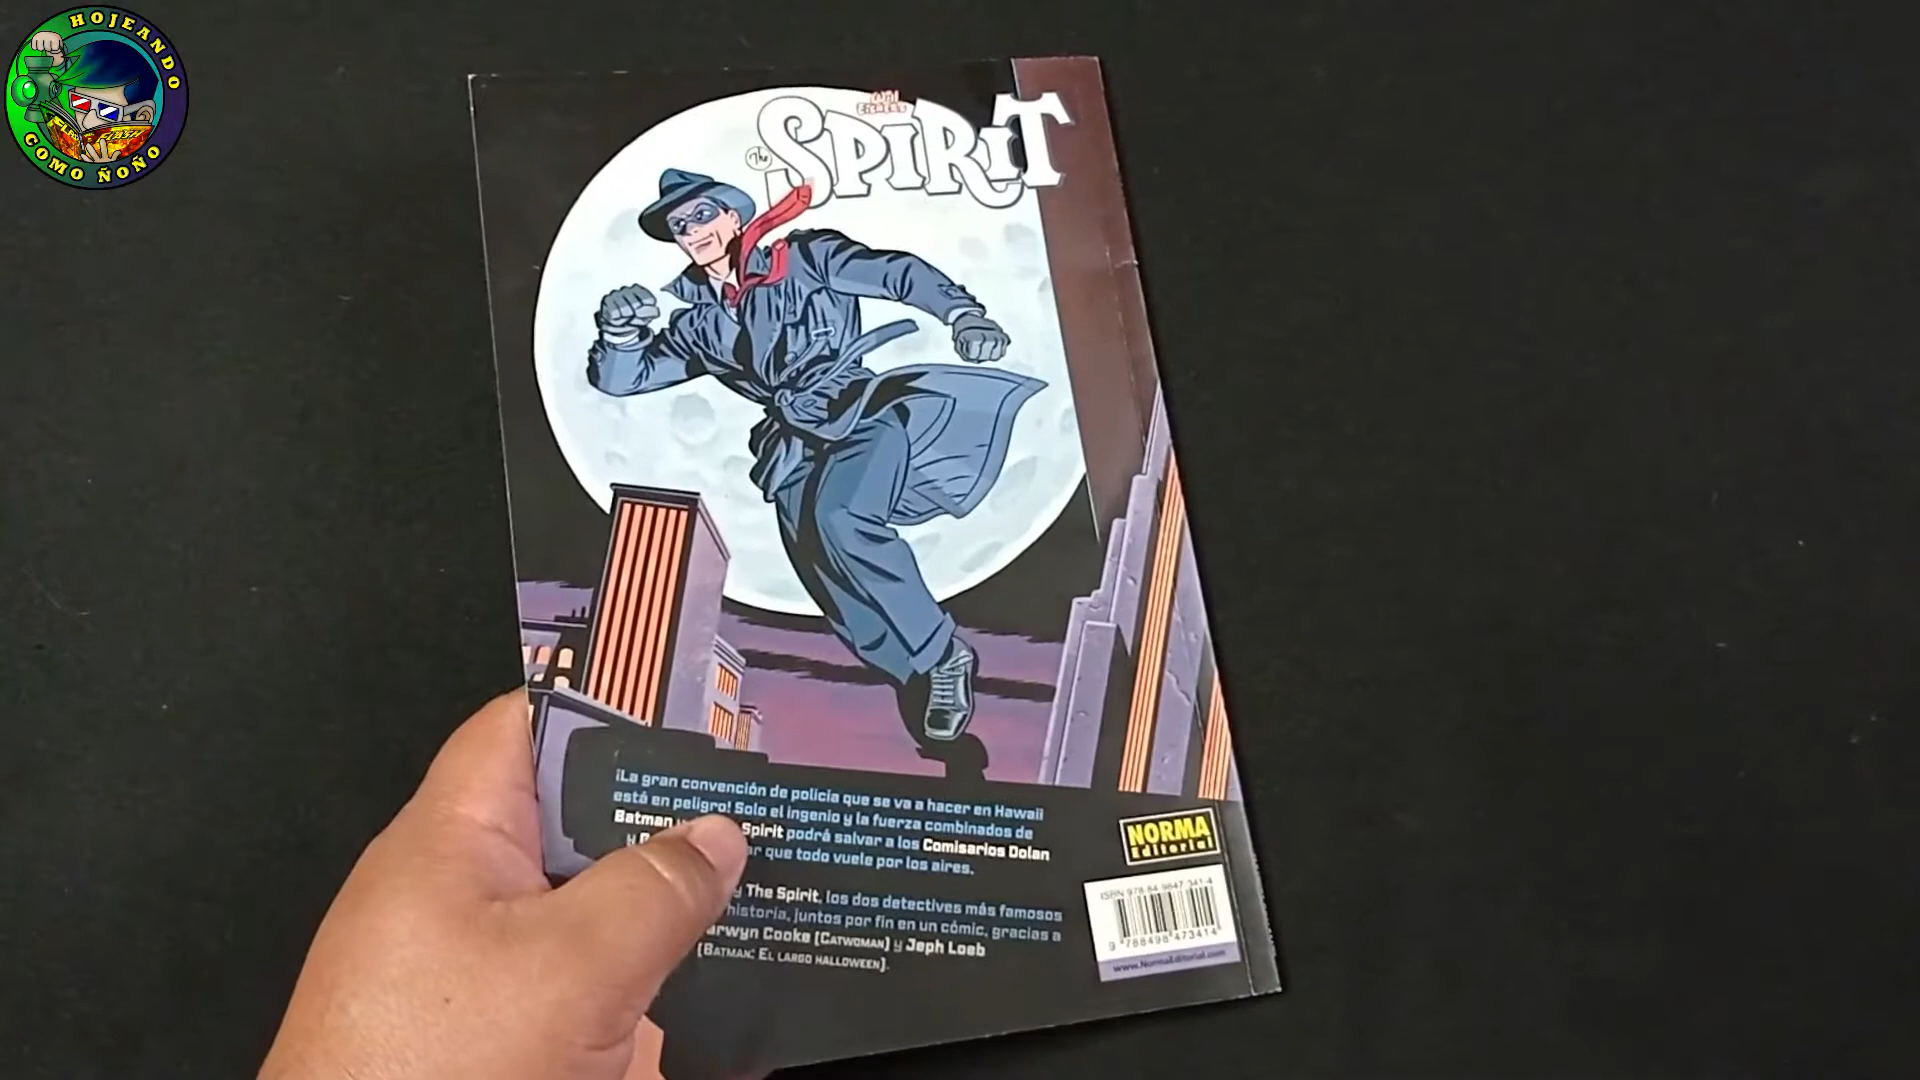 HOJEANDO
COMO ÑOÑO
FLASH
Will
Eisner's
The SPIRIT
¡La gran convención de policía que se va a hacer en Hawaii
está en peligro! Solo el ingenio y la fuerza combinados de
Batman y Spirit podrá salvar a los Comisarios Dolan
y que todo vuele por los aires.
y The Spirit, los dos detectives más famosos
historia, juntos por fin en un cómic, gracias a
Cooke (CATWOMAN) y Jeph Loeb
(BATMAN: EL LARGO HALLOWEEN).
NORMA
Editorial
ISBN 978-84-9847-341-4
9 788498 473414
www.NormaEditorial.com